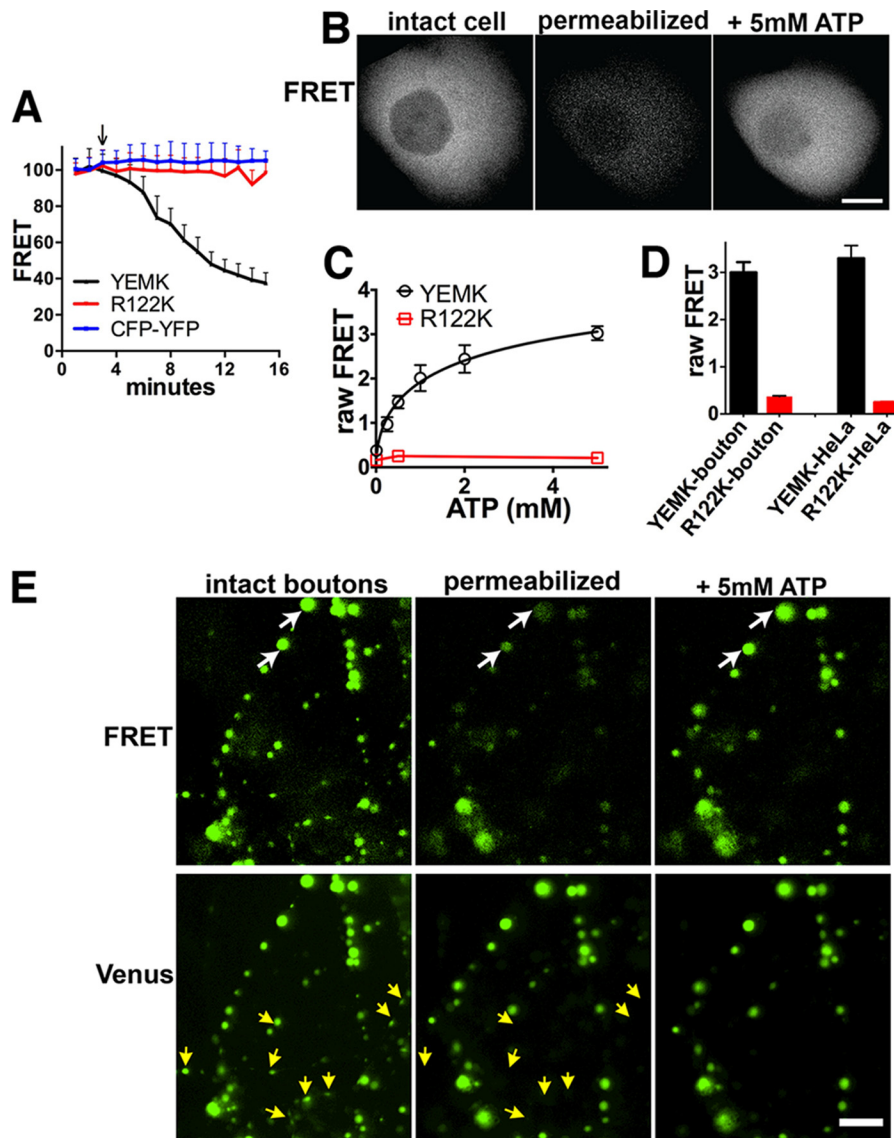 A
FRET
100
80
60
40
20
0
0 4 8 12 16
minutes
YEMK
R122K
CFP-YFP
B
intact cell permeabilized + 5mM ATP
FRET
C
raw FRET
4
3
2
1
0
0 2 4
ATP (mM)
YEMK
R122K
D
raw FRET
3
2
1
0
YEMK-bouton
R122K-bouton
YEMK-HeLa
R122K-HeLa
E
intact boutons permeabilized + 5mM ATP
FRET
Venus